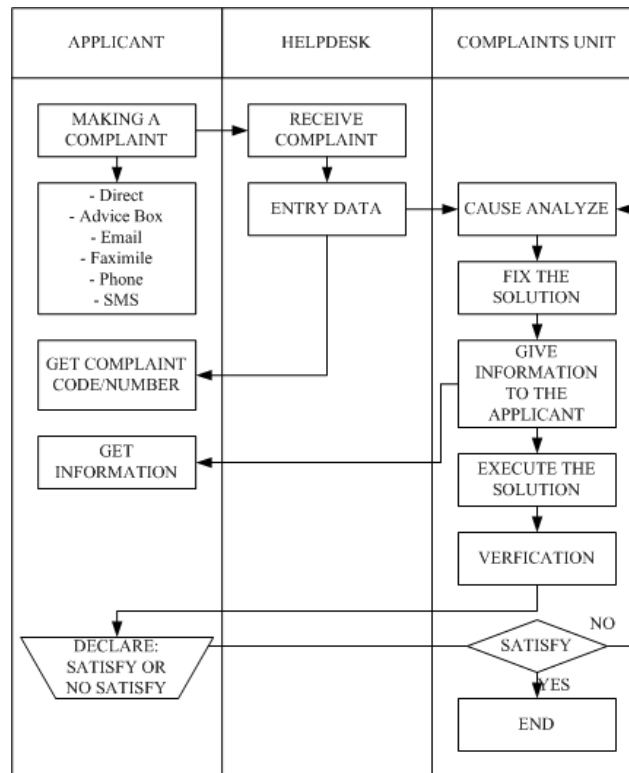 APPLICANT
HELPDESK
COMPLAINTS UNIT
MAKING A
COMPLAINT
RECEIVE
COMPLAINT
- Direct
- Advice Box
- Email
- Faximile
- Phone
- SMS
ENTRY DATA
CAUSE ANALYZE
FIX THE
SOLUTION
GET COMPLAINT
CODE/NUMBER
GIVE
INFORMATION
TO THE
APPLICANT
GET
INFORMATION
EXECUTE THE
SOLUTION
VERFICATION
DECLARE:
SATISFY OR
NO SATISFY
SATISFY
NO
YES
END